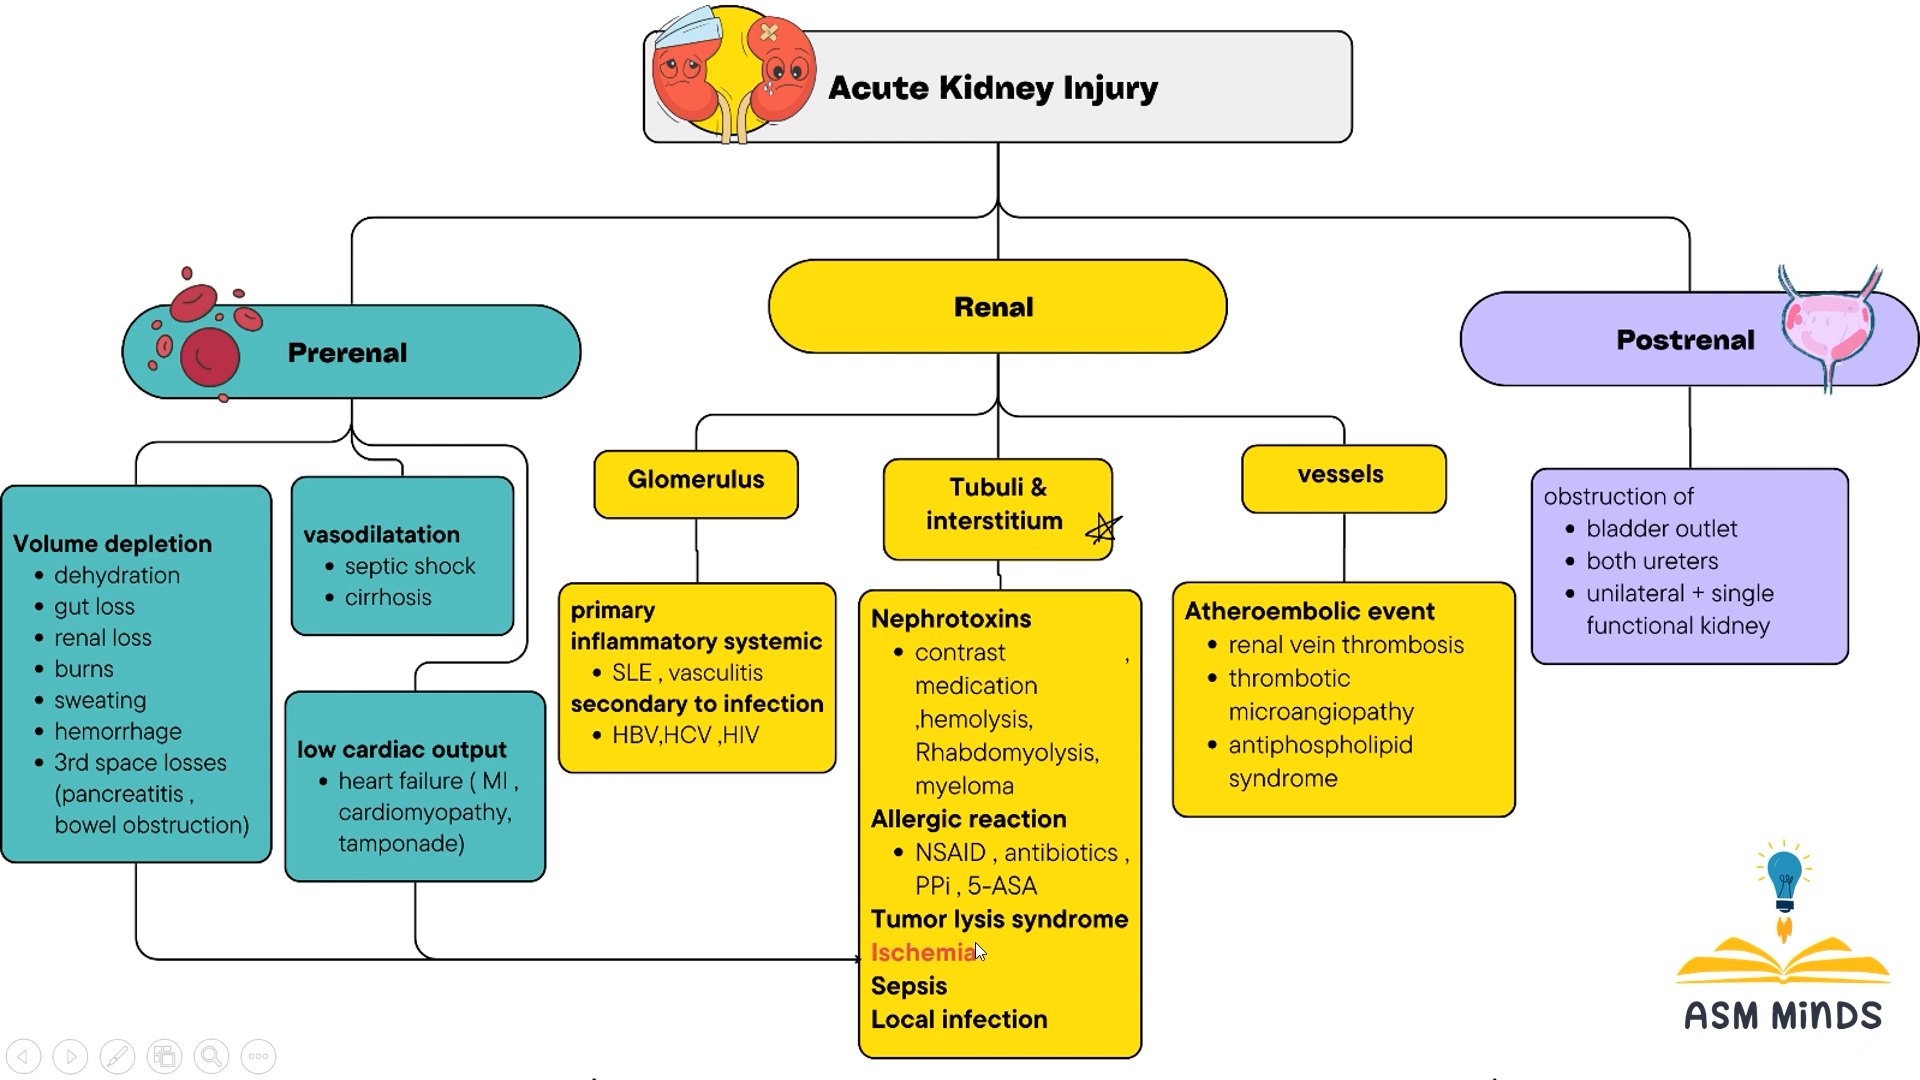 Acute Kidney Injury
Prerenal
Renal
Postrenal
Volume depletion
• dehydration
• gut loss
• renal loss
• burns
• sweating
• hemorrhage
• 3rd space losses
(pancreatitis ,
bowel obstruction)
vasodilatation
• septic shock
• cirrhosis
low cardiac output
• heart failure ( MI ,
cardiomyopathy,
tamponade)
Glomerulus
primary
inflammatory systemic
• SLE , vasculitis
secondary to infection
• HBV,HCV ,HIV
Tubuli &
interstitium
Nephrotoxins
• contrast ,
medication
,hemolysis,
Rhabdomyolysis,
myeloma
Allergic reaction
• NSAID , antibiotics ,
PPi , 5-ASA
Tumor lysis syndrome
Ischemia
Sepsis
Local infection
vessels
Atheroembolic event
• renal vein thrombosis
• thrombotic
microangiopathy
• antiphospholipid
syndrome
obstruction of
• bladder outlet
• both ureters
• unilateral + single
functional kidney
ASM MiNDS